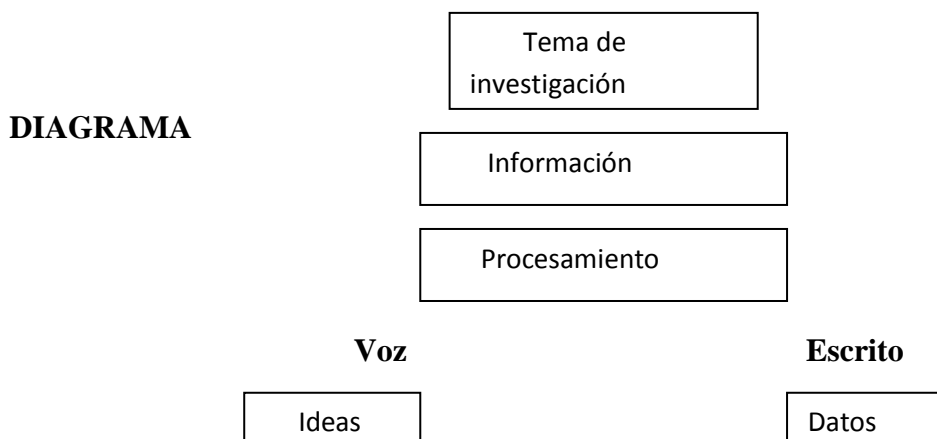 Tema de
investigación
DIAGRAMA
Información
Procesamiento
Voz Escrito
Ideas Datos